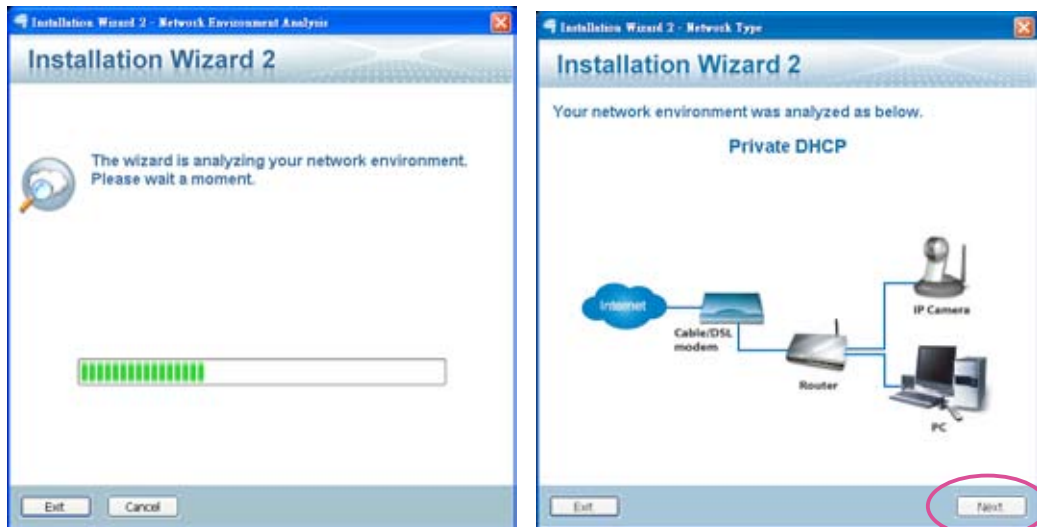 Installation Wizard 2 - Network Environment Analysis
Installation Wizard 2
The wizard is analyzing your network environment.
Please wait a moment.
Exit
Cancel
Installation Wizard 2 - Network Type
Installation Wizard 2
Your network environment was analyzed as below.
Private DHCP
Internet
Cable/DSL
modem
Router
IP Camera
PC
Exit
Next